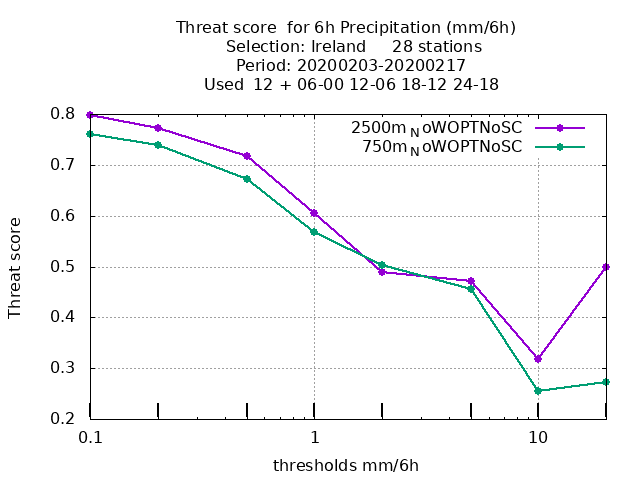 Threat score  for 6h Precipitation (mm/6h)
Selection: Ireland     28 stations
Period: 20200203-20200217
Used  12 + 06-00 12-06 18-12 24-18
2500m_NoWOPTNoSC
750m_NoWOPTNoSC
0.8
0.7
0.6
0.5
0.4
0.3
0.2
Threat score
0.1 1 10
thresholds mm/6h